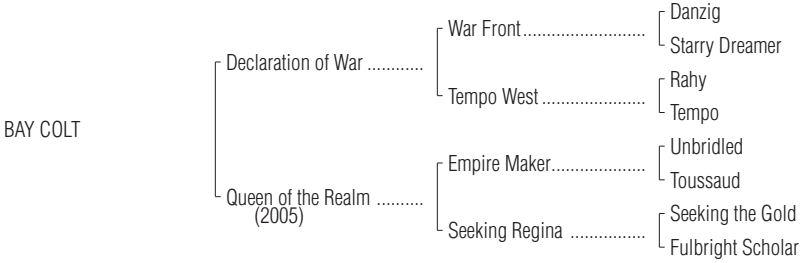 Danzig
War Front..........................
Starry Dreamer
Declaration of War ............
Rahy
Tempo West ......................
Tempo
BAY COLT
Unbridled
Empire Maker....................
Toussaud
Queen of the Realm ..........
(2005)
Seeking the Gold
Seeking Regina ................
Fulbright Scholar